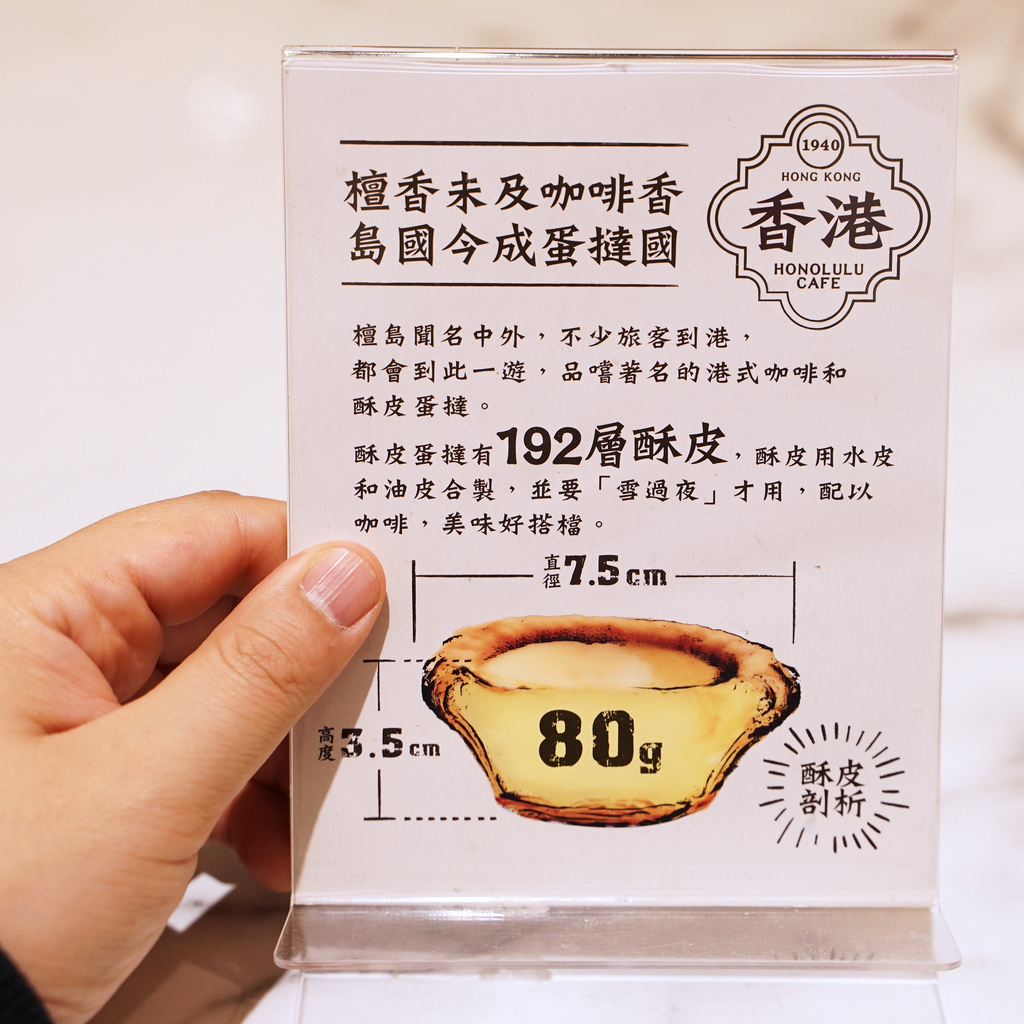 檀香未及咖啡香
島國今成蛋撻國
1940
HONG KONG
香港
HONOLULU
CAFE
檀島聞名中外，不少旅客到港，
都會到此一遊，品嚐著名的港式咖啡和
酥皮蛋撻。
酥皮蛋撻有192層酥皮，酥皮用水皮
和油皮合製，並要「雪過夜」才用，配以
咖啡，美味好搭檔。
直徑7.5cm
高度3.5cm
80g
酥皮
剖析